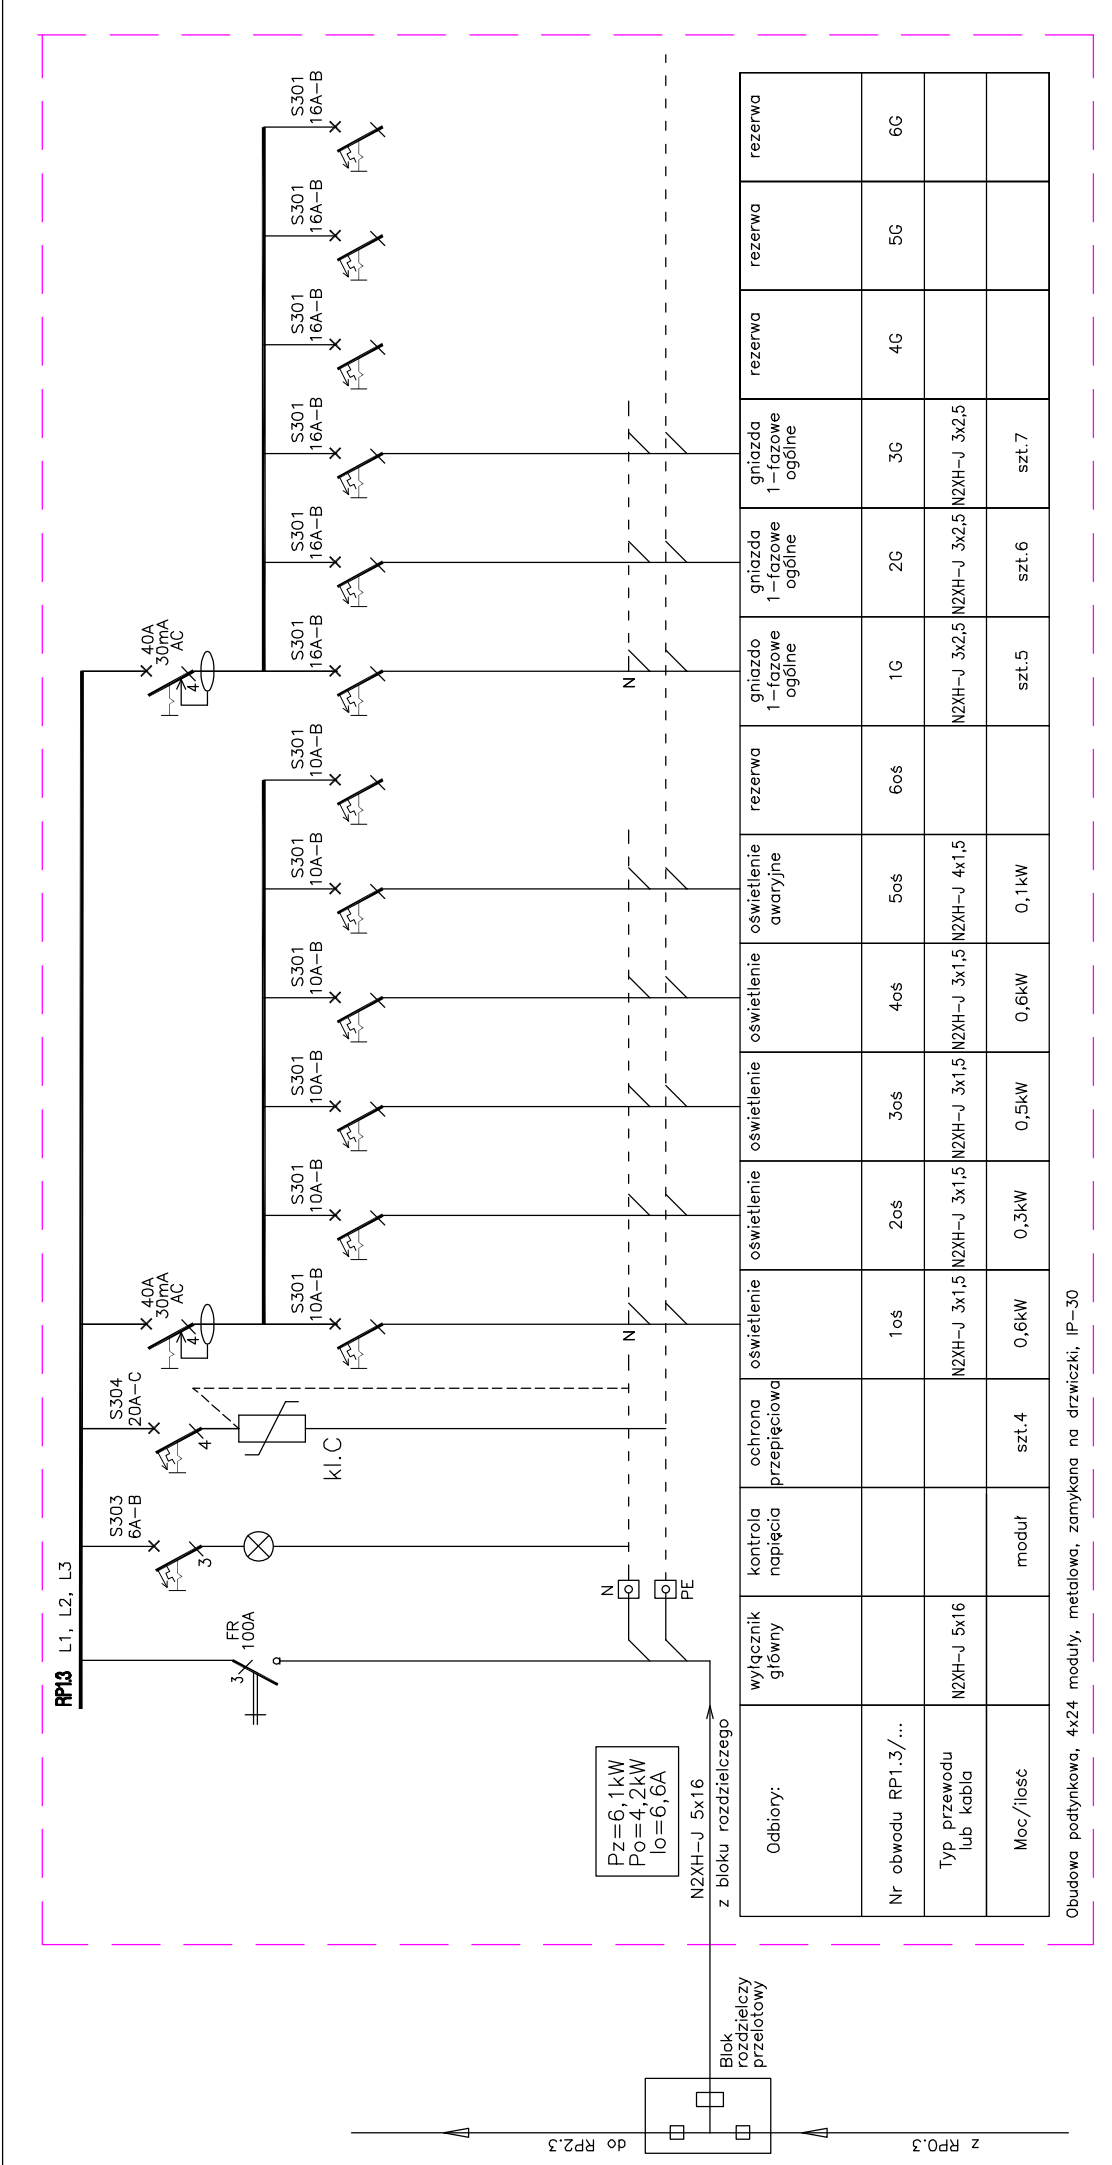 RP1.3
L1, L2, L3
FR
100A
3
S303
6A-B
3
S304
20A-C
4
kl.C
40A
30mA
AC
4
S301
10A-B
S301
10A-B
S301
10A-B
S301
10A-B
S301
10A-B
S301
10A-B
40A
30mA
AC
4
S301
16A-B
S301
16A-B
S301
16A-B
S301
16A-B
S301
16A-B
S301
16A-B
N
PE
N
N
Pz=6,1kW
Po=4,2kW
Io=6,6A
N2XH-J 5x16
z bloku rozdzielczego
Blok
rozdzielczy
przelotowy
do RP2.3
z RP0.3
Odbiory:
wyłącznik
główny
kontrola
napięcia
ochrona
przepięciowa
oświetlenie
oświetlenie
oświetlenie
oświetlenie
oświetlenie
awaryjne
rezerwa
gniazdo
1-fazowe
ogólne
gniazda
1-fazowe
ogólne
gniazda
1-fazowe
ogólne
rezerwa
rezerwa
rezerwa
Nr obwodu RP1.3/...
1oś
2oś
3oś
4oś
5oś
6oś
1G
2G
3G
4G
5G
6G
Typ przewodu
lub kabla
N2XH-J 5x16
N2XH-J 3x1,5
N2XH-J 3x1,5
N2XH-J 3x1,5
N2XH-J 3x1,5
N2XH-J 4x1,5
N2XH-J 3x2,5
N2XH-J 3x2,5
N2XH-J 3x2,5
Moc/ilość
moduł
szt.4
0,6kW
0,3kW
0,5kW
0,6kW
0,1kW
szt.5
szt.6
szt.7
Obudowa podtynkowa, 4x24 moduły, metalowa, zamykana na drzwiczki, IP-30